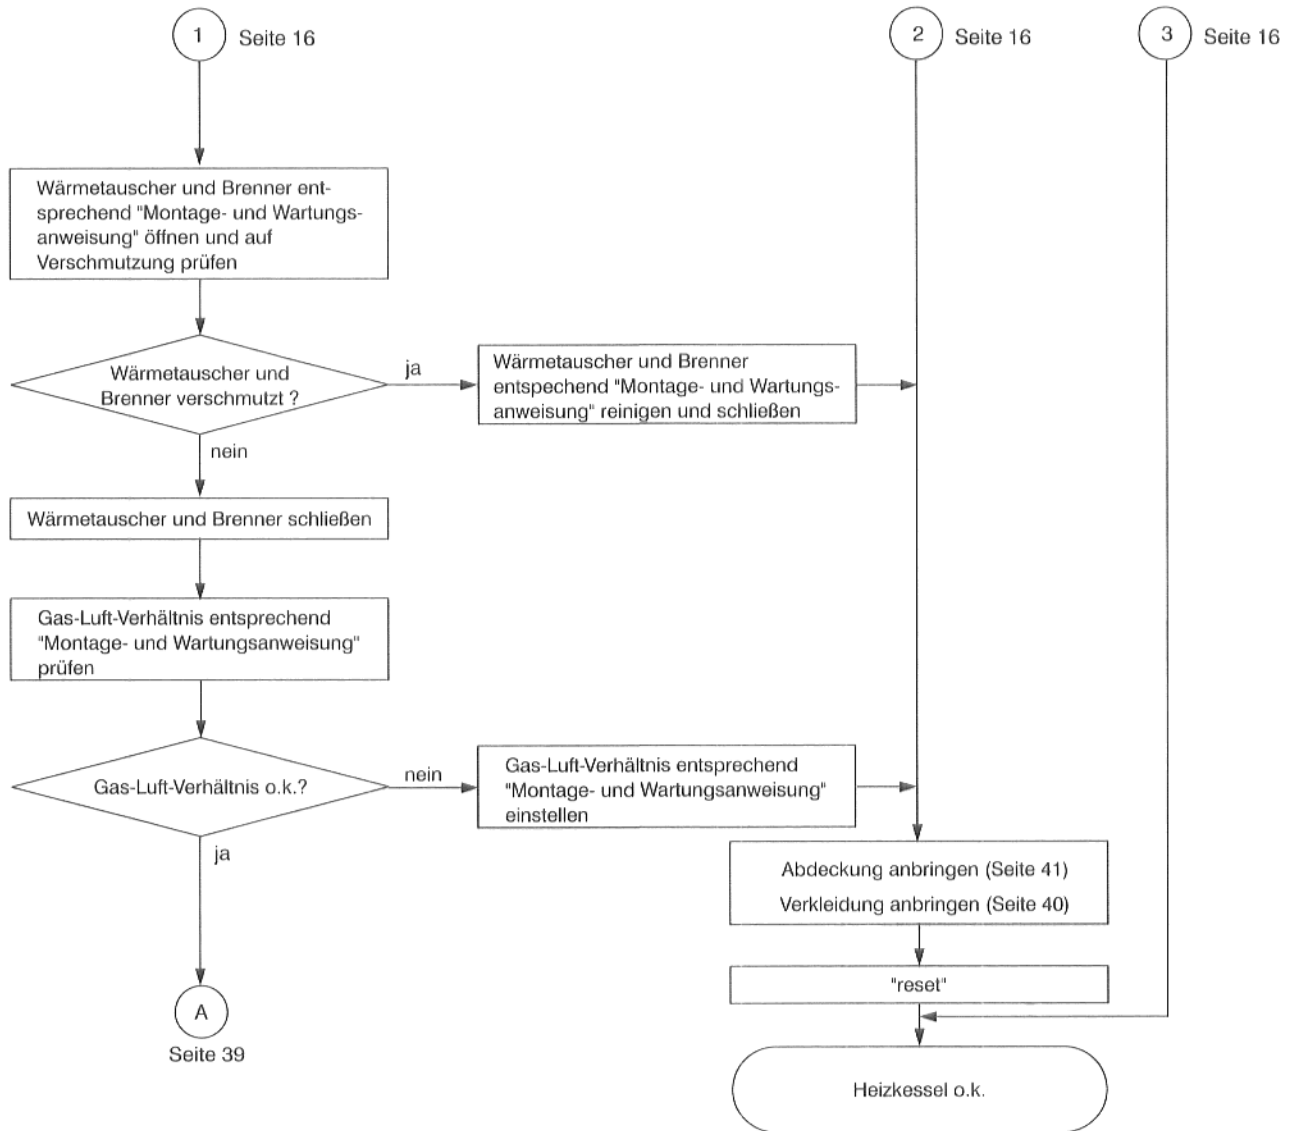 1 Seite 16
2 Seite 16
3 Seite 16
Wärmetauscher und Brenner ent-
sprechend "Montage- und Wartungs-
anweisung" öffnen und auf
Verschmutzung prüfen
Wärmetauscher und
Brenner verschmutzt ?
ja
Wärmetauscher und Brenner
entspechend "Montage- und Wartungs-
anweisung" reinigen und schließen
nein
Wärmetauscher und Brenner schließen
Gas-Luft-Verhältnis entsprechend
"Montage- und Wartungsanweisung"
prüfen
Gas-Luft-Verhältnis o.k.?
nein
Gas-Luft-Verhältnis entsprechend
"Montage- und Wartungsanweisung"
einstellen
ja
Abdeckung anbringen (Seite 41)
Verkleidung anbringen (Seite 40)
"reset"
A
Seite 39
Heizkessel o.k.